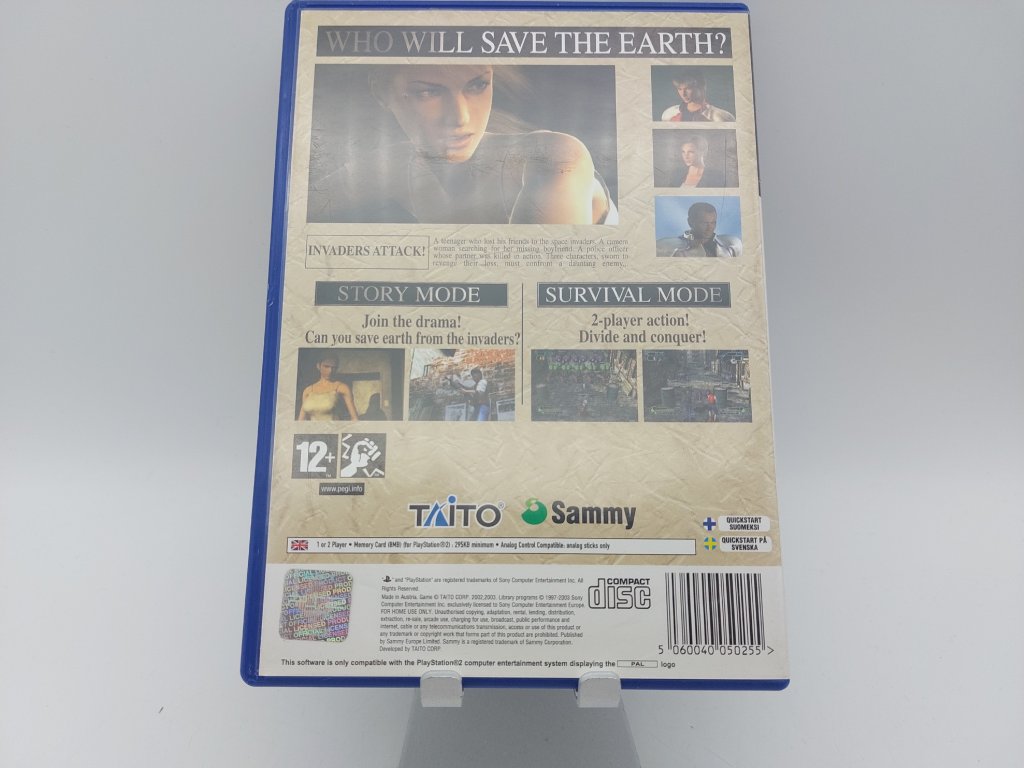 WHO WILL SAVE THE EARTH?
INVADERS ATTACK!
A teenager who lost his friends to the space invaders. A camera
woman searching for her missing boyfriend. A police officer
whose partner was killed in action. Three characters, sworn to
revenge their loss, must confront a daunting enemy..
STORY MODE
Join the drama!
Can you save earth from the invaders?
SURVIVAL MODE
2-player action!
Divide and conquer!
12+
www.pegi.info
TAITO®
Sammy
QUICKSTART
SUOMEKSI
QUICKSTART PÅ
SVENSKA
1 or 2 Player • Memory Card (8MB) (for PlayStation®2) : 295KB minimum • Analog Control Compatible: analog sticks only
" " and "PlayStation" are registered trademarks of Sony Computer Entertainment Inc. All
Rights Reserved.
Made in Austria. Game © TAITO CORP. 2002,2003. Library programs © 1997-2003 Sony
Computer Entertainment Inc. exclusively licensed to Sony Computer Entertainment Europe.
FOR HOME USE ONLY. Unauthorised copying, adaptation, rental, lending, distribution,
extraction, re-sale, arcade use, charging for use, broadcast, public performance and
internet, cable or any telecommunications transmission, access or use of this product or
any trademark or copyright work that forms part of this product are prohibited. Published
by Sammy Europe Limited. Sammy is a registered trademark of Sammy Corporation.
Developed by TAITO CORP.
COMPACT
disc
5 060040 050255 >
This software is only compatible with the PlayStation®2 computer entertainment system displaying the PAL logo